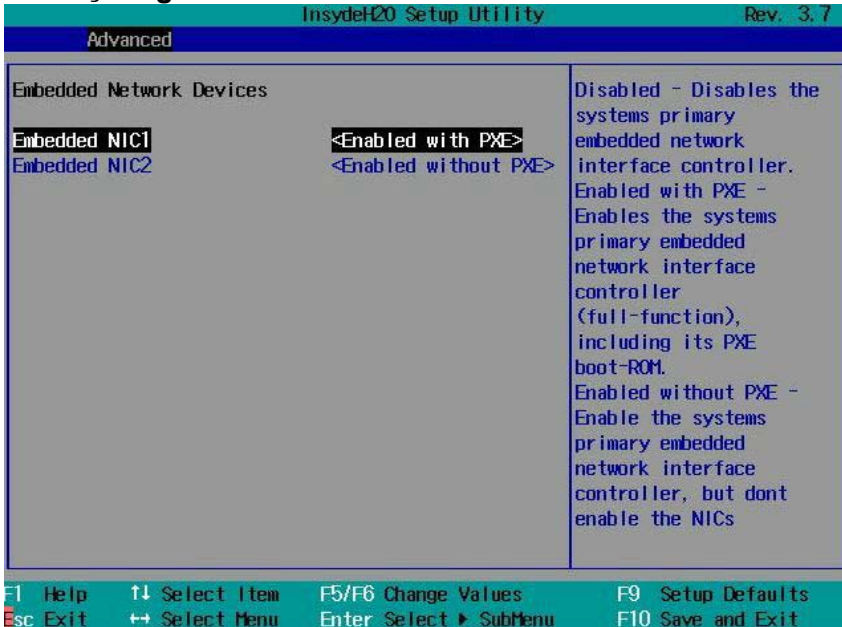 InsydeH20 Setup Utility Rev. 3.7
Advanced
Embedded Network Devices
Embedded NIC1 <Enabled with PXE>
Embedded NIC2 <Enabled without PXE>
Disabled - Disables the
systems primary
embedded network
interface controller.
Enabled with PXE -
Enables the systems
primary embedded
network interface
controller
(full-function),
including its PXE
boot-ROM.
Enabled without PXE -
Enable the systems
primary embedded
network interface
controller, but dont
enable the NICs
F1 Help ↑↓ Select Item F5/F6 Change Values F9 Setup Defaults
Esc Exit ↔ Select Menu Enter Select ▶ SubMenu F10 Save and Exit